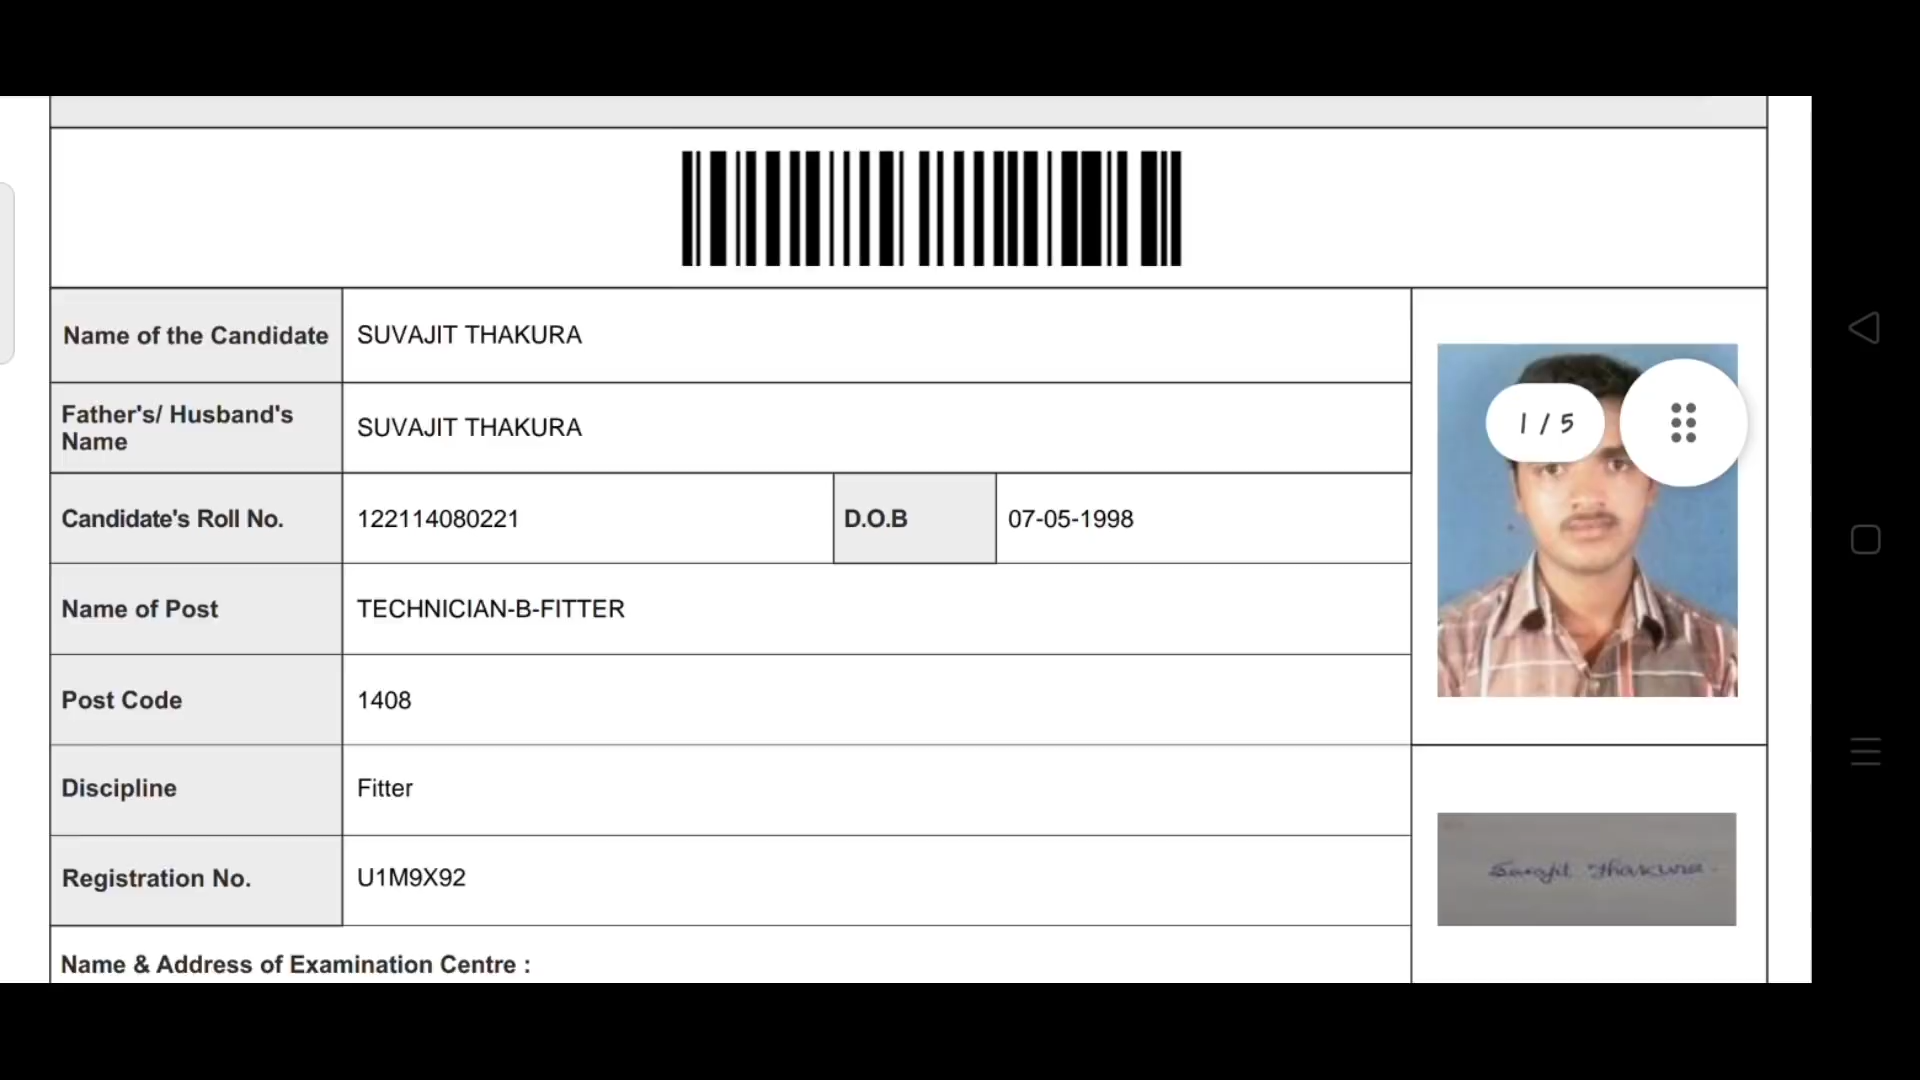 Name of the Candidate SUVAJIT THAKURA
Father's/ Husband's
Name
SUVAJIT THAKURA
1 / 5
Candidate's Roll No. 122114080221 D.O.B 07-05-1998
Name of Post TECHNICIAN-B-FITTER
Post Code 1408
Discipline Fitter
Registration No. U1M9X92
Suvajit Thakura.
Name & Address of Examination Centre :